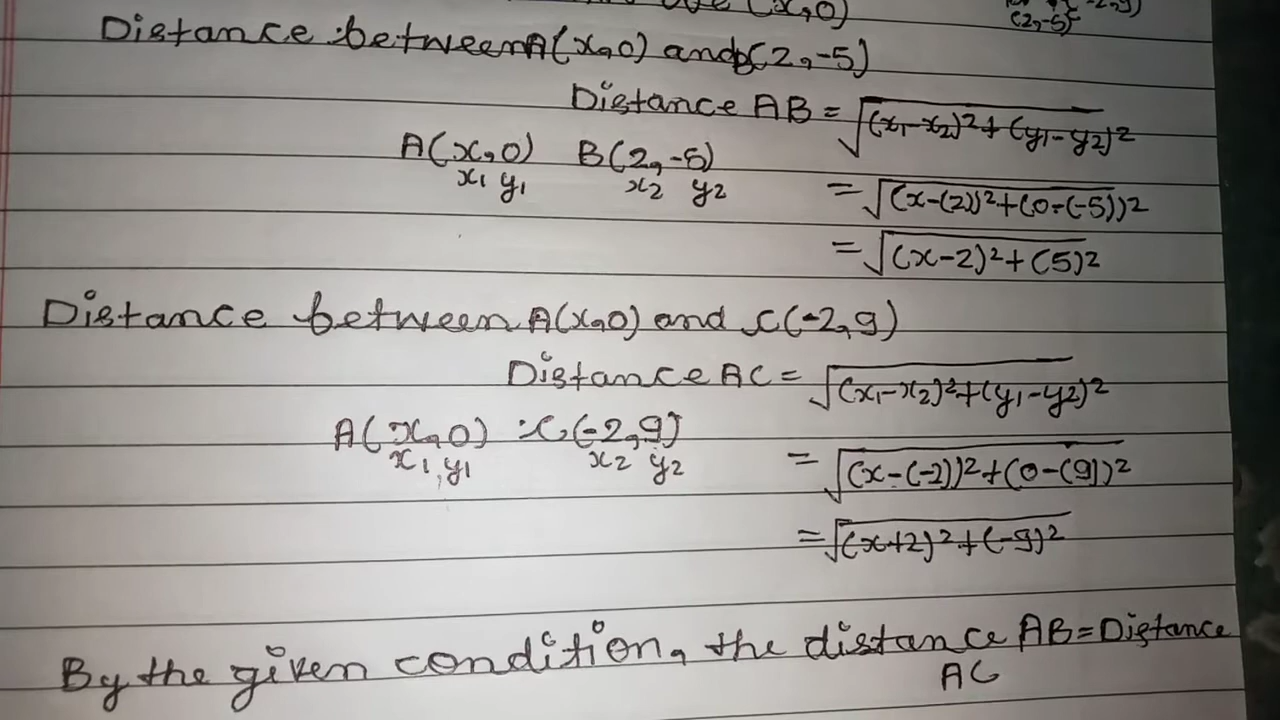 (x,0)
(2,-5)
Distance between A(x,0) and B(2,-5)
Distance AB = √(x₁-x₂)²+(y₁-y₂)²
A(x,0) B(2,-5)
x₁ y₁ x₂ y₂
= √(x-(2))²+(0-(-5))²
= √(x-2)²+(5)²
Distance between A(x,0) and C(-2,9)
Distance AC = √(x₁-x₂)²+(y₁-y₂)²
A(x,0) C(-2,9)
x₁,y₁ x₂ y₂
= √(x-(-2))²+(0-(9))²
= √(x+2)²+(-9)²
By the given condition, the distance AB = Distance
AC